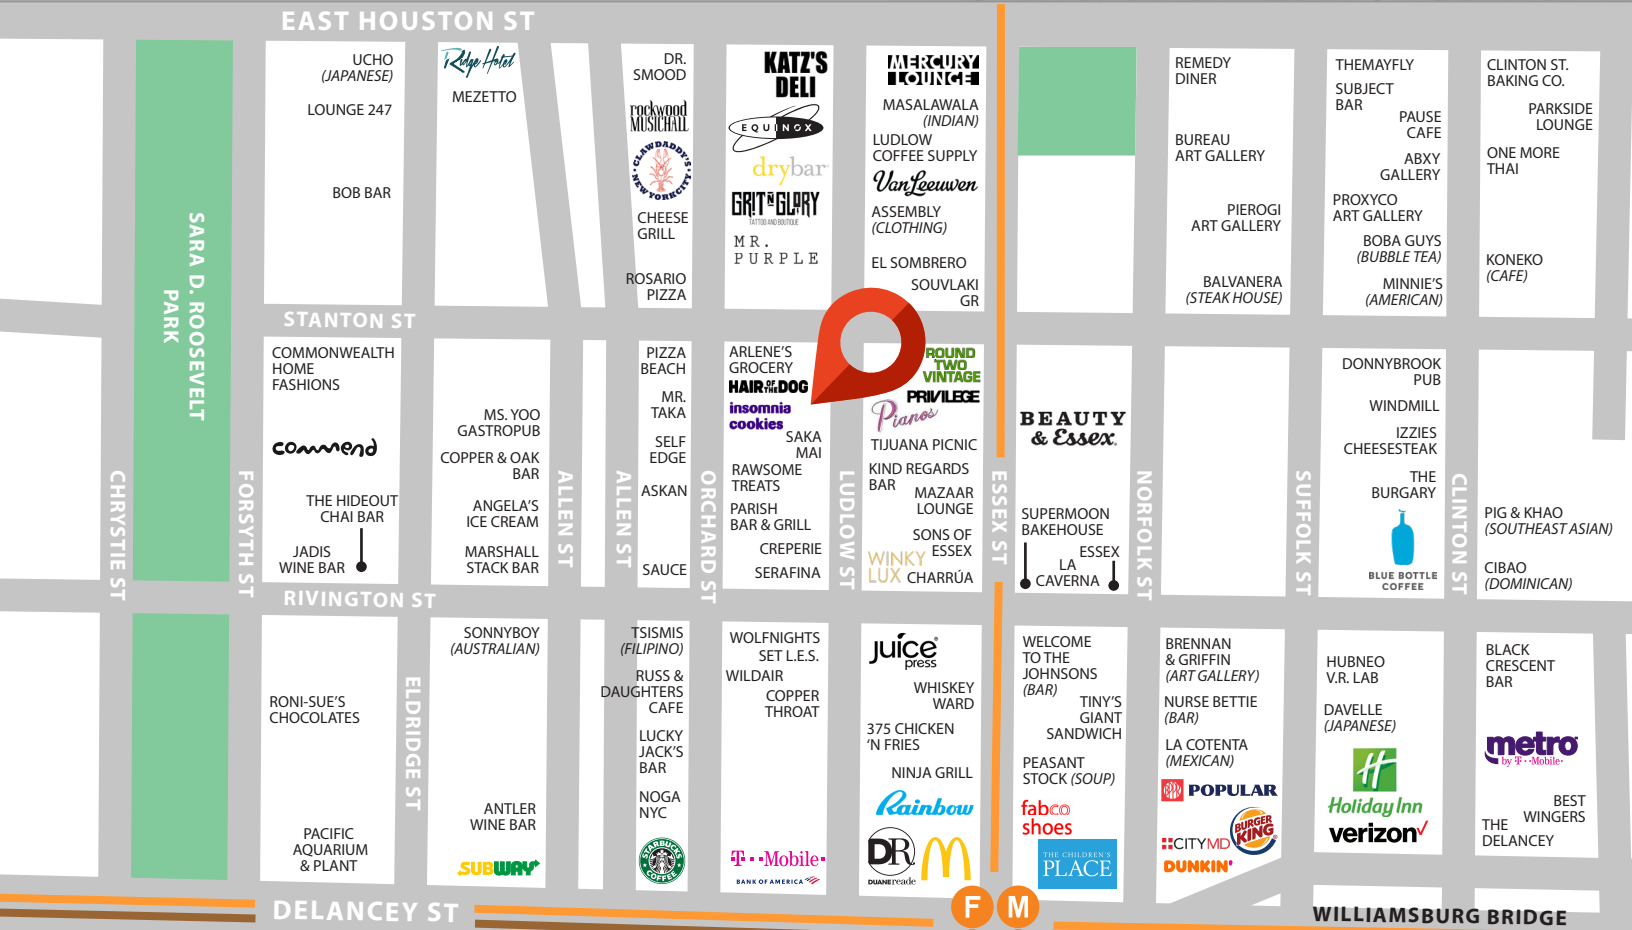 EAST HOUSTON ST
UCHO
(JAPANESE)
LOUNGE 247
BOB BAR
Ridge Hotel
MEZETTO
DR.
SMOOD
rockwood
MUSIC HALL
CLAWDADDY'S
NEW YORK CITY
CHEESE
GRILL
ROSARIO
PIZZA
KATZ'S
DELI
EQUINOX
drybar
GRIT N GLORY
TATTOO AND BOUTIQUE
MR.
PURPLE
MERCURY
LOUNGE
MASALAWALA
(INDIAN)
LUDLOW
COFFEE SUPPLY
Van Leeuwen
ASSEMBLY
(CLOTHING)
EL SOMBRERO
SOUVLAKI
GR
REMEDY
DINER
BUREAU
ART GALLERY
PIEROGI
ART GALLERY
BALVANERA
(STEAK HOUSE)
THEMAYFLY
SUBJECT
BAR
PAUSE
CAFE
ABXY
GALLERY
PROXYCO
ART GALLERY
BOBA GUYS
(BUBBLE TEA)
MINNIE'S
(AMERICAN)
CLINTON ST.
BAKING CO.
PARKSIDE
LOUNGE
ONE MORE
THAI
KONEKO
(CAFE)
SARA D. ROOSEVELT
PARK
STANTON ST
COMMONWEALTH
HOME
FASHIONS
commend
THE HIDEOUT
CHAI BAR
JADIS
WINE BAR
MS. YOO
GASTROPUB
COPPER & OAK
BAR
ANGELA'S
ICE CREAM
MARSHALL
STACK BAR
PIZZA
BEACH
MR.
TAKA
SELF
EDGE
ASKAN
SAUCE
ARLENE'S
GROCERY
HAIR OF THE DOG
insomnia
cookies
SAKA
MAI
RAWSOME
TREATS
PARISH
BAR & GRILL
CREPERIE
SERAFINA
ROUND
TWO
VINTAGE
PRIVILEGE
Pianos
TIJUANA PICNIC
KIND REGARDS
BAR
MAZAAR
LOUNGE
SONS OF
ESSEX
WINKY
LUX
CHARRÚA
BEAUTY
& Essex
SUPERMOON
BAKEHOUSE
ESSEX
LA
CAVERNA
DONNYBROOK
PUB
WINDMILL
IZZIES
CHEESESTEAK
THE
BURGARY
BLUE BOTTLE
COFFEE
PIG & KHAO
(SOUTHEAST ASIAN)
CIBAO
(DOMINICAN)
CHRYSTIE ST
FORSYTH ST
ELDRIDGE ST
ALLEN ST
ALLEN ST
ORCHARD ST
LUDLOW ST
ESSEX ST
NORFOLK ST
SUFFOLK ST
CLINTON ST
RIVINGTON ST
RONI-SUE'S
CHOCOLATES
PACIFIC
AQUARIUM
& PLANT
SONNYBOY
(AUSTRALIAN)
ANTLER
WINE BAR
SUBWAY
TSISMIS
(FILIPINO)
RUSS &
DAUGHTERS
CAFE
LUCKY
JACK'S
BAR
NOGA
NYC
STARBUCKS
COFFEE
WOLFNIGHTS
SET L.E.S.
WILDAIR
COPPER
THROAT
T··Mobile·
BANK OF AMERICA
juice
press
WHISKEY
WARD
375 CHICKEN
'N FRIES
NINJA GRILL
Rainbow
DR
DUANE reade
M
WELCOME
TO THE
JOHNSONS
(BAR)
TINY'S
GIANT
SANDWICH
PEASANT
STOCK (SOUP)
fabco
shoes
THE CHILDREN'S
PLACE
BRENNAN
& GRIFFIN
(ART GALLERY)
NURSE BETTIE
(BAR)
LA COTENTA
(MEXICAN)
POPULAR
CITYMD
BURGER
KING
DUNKIN'
HUBNEO
V.R. LAB
DAVELLE
(JAPANESE)
H
Holiday Inn
verizon
BLACK
CRESCENT
BAR
metro
by T··Mobile·
BEST
WINGERS
THE
DELANCEY
DELANCEY ST
F
M
WILLIAMSBURG BRIDGE